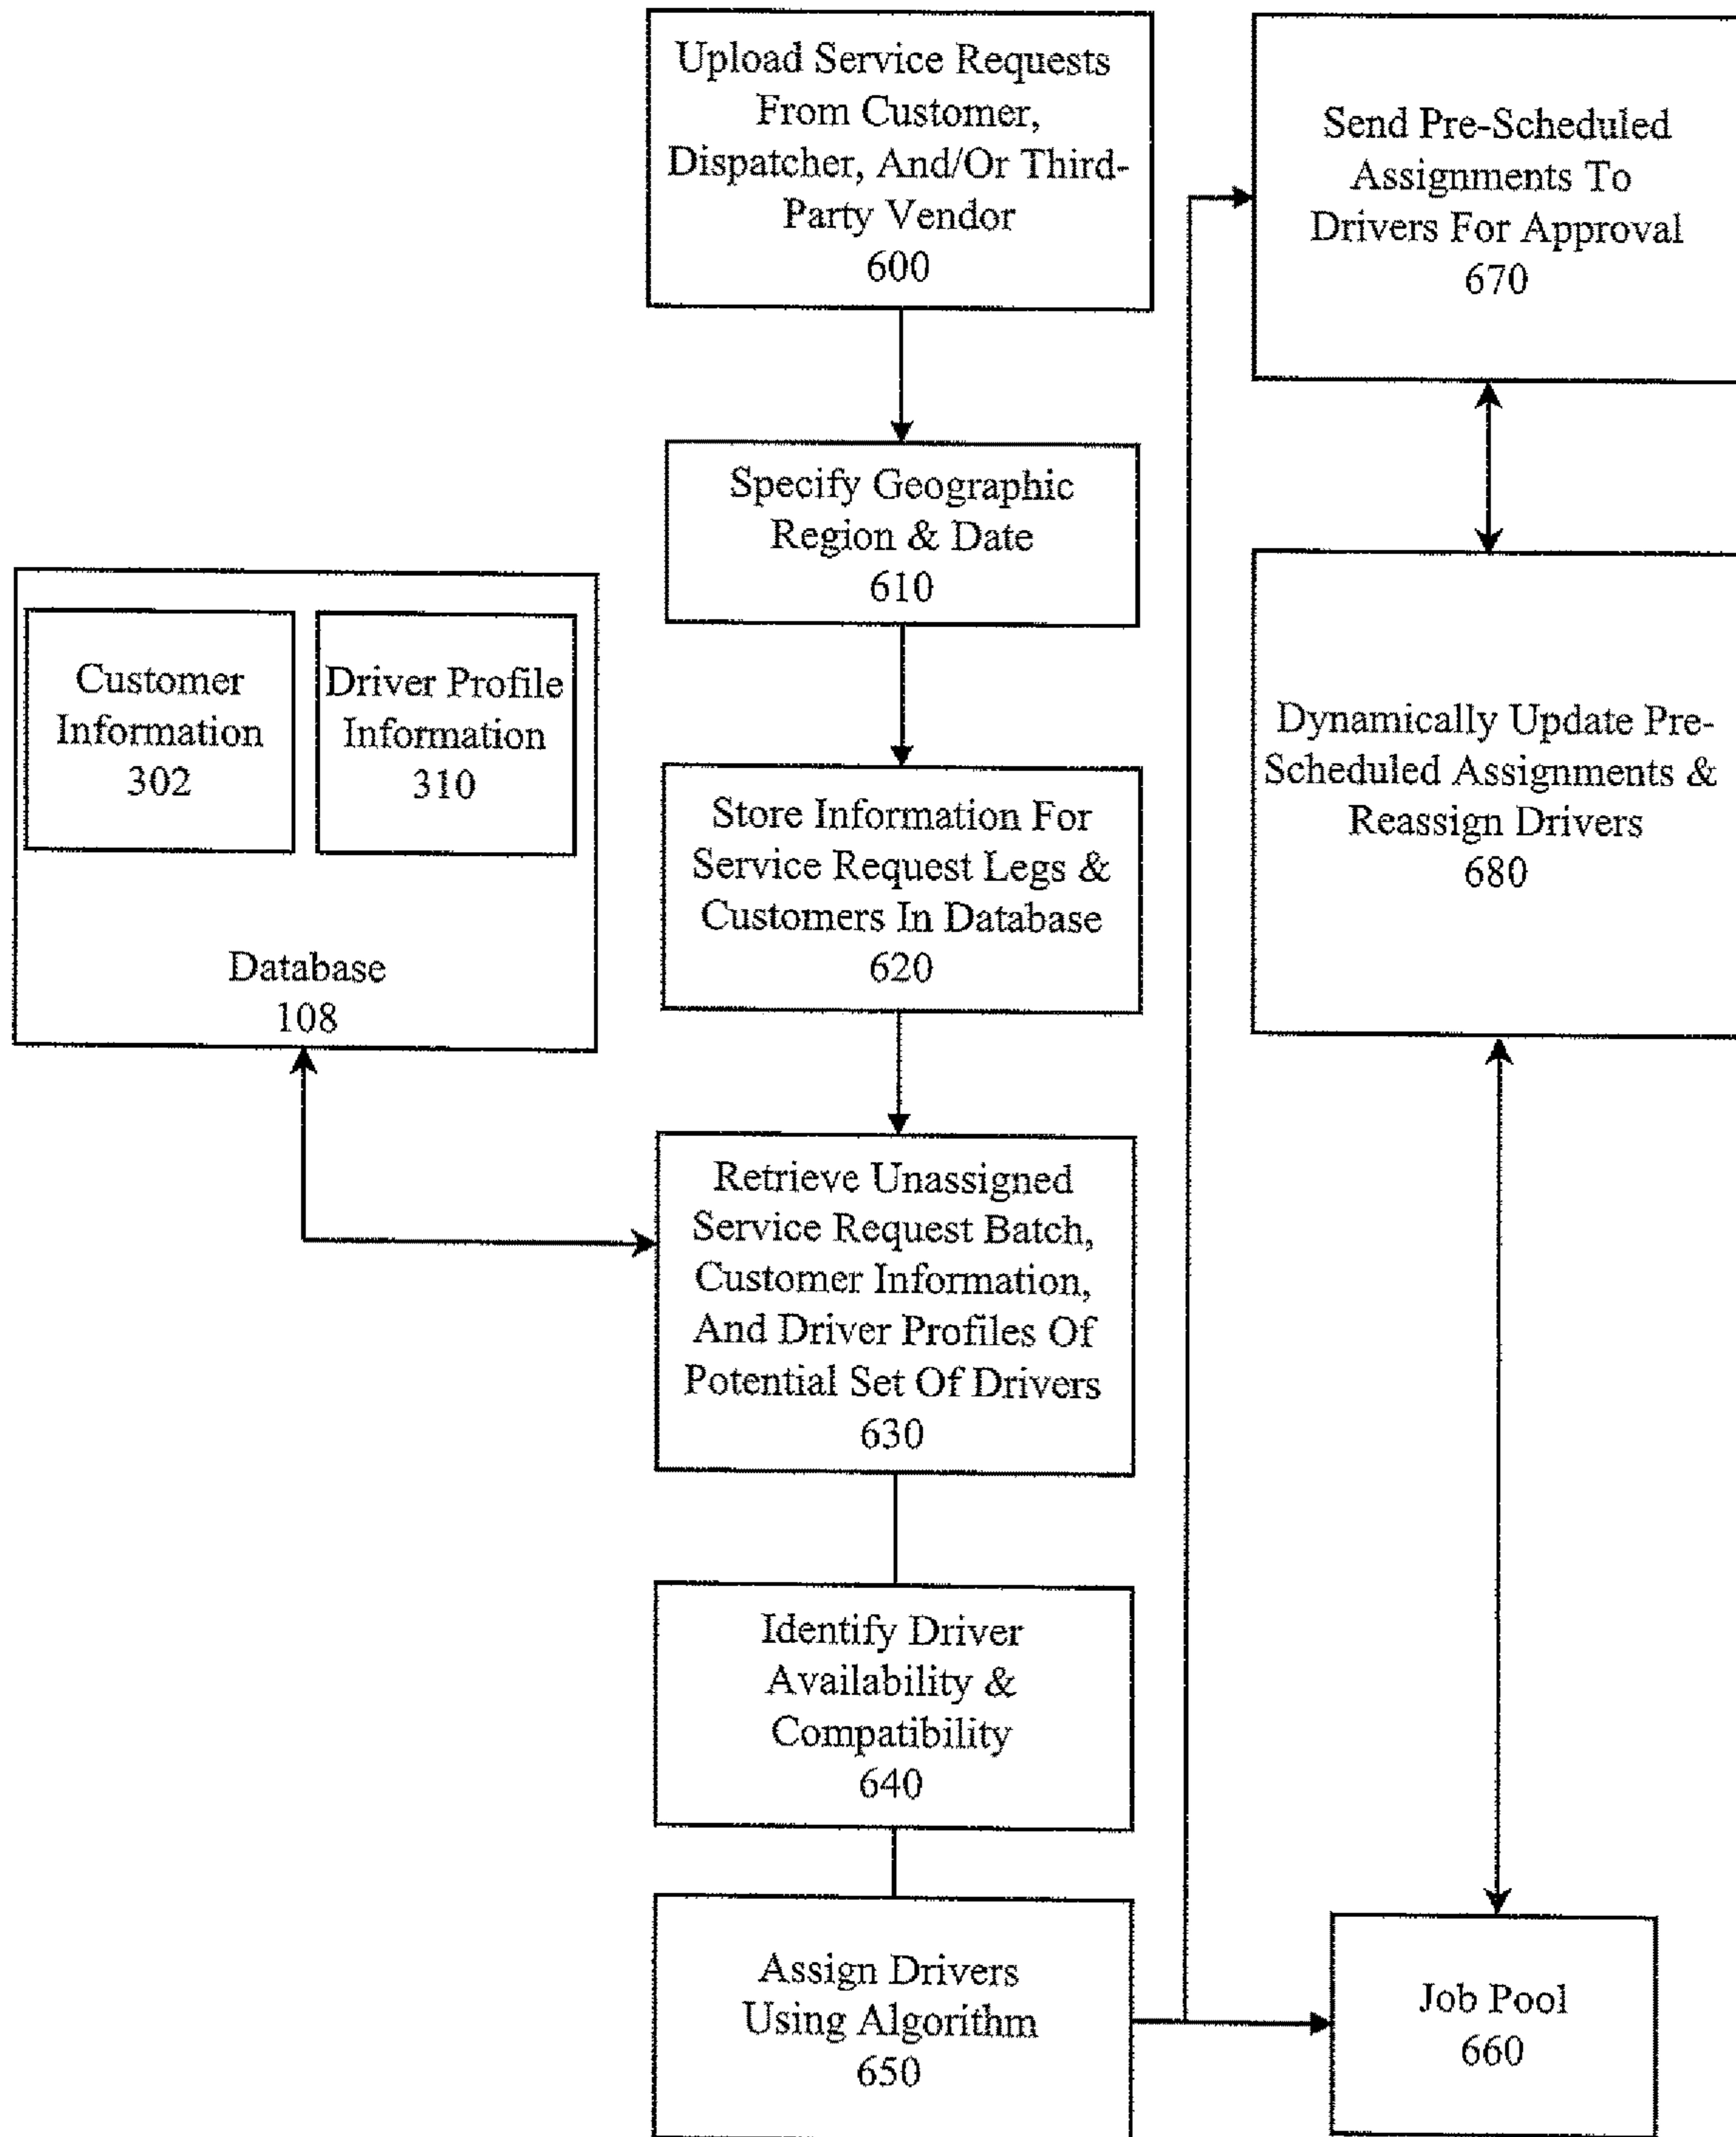 Upload Service Requests
From Customer,
Dispatcher, And/Or Third-
Party Vendor
600
Specify Geographic
Region & Date
610
Customer
Information
302
Driver Profile
Information
310
Database
108
Store Information For
Service Request Legs &
Customers In Database
620
Retrieve Unassigned
Service Request Batch,
Customer Information,
And Driver Profiles Of
Potential Set Of Drivers
630
Identify Driver
Availability &
Compatibility
640
Assign Drivers
Using Algorithm
650
Send Pre-Scheduled
Assignments To
Drivers For Approval
670
Dynamically Update Pre-
Scheduled Assignments &
Reassign Drivers
680
Job Pool
660